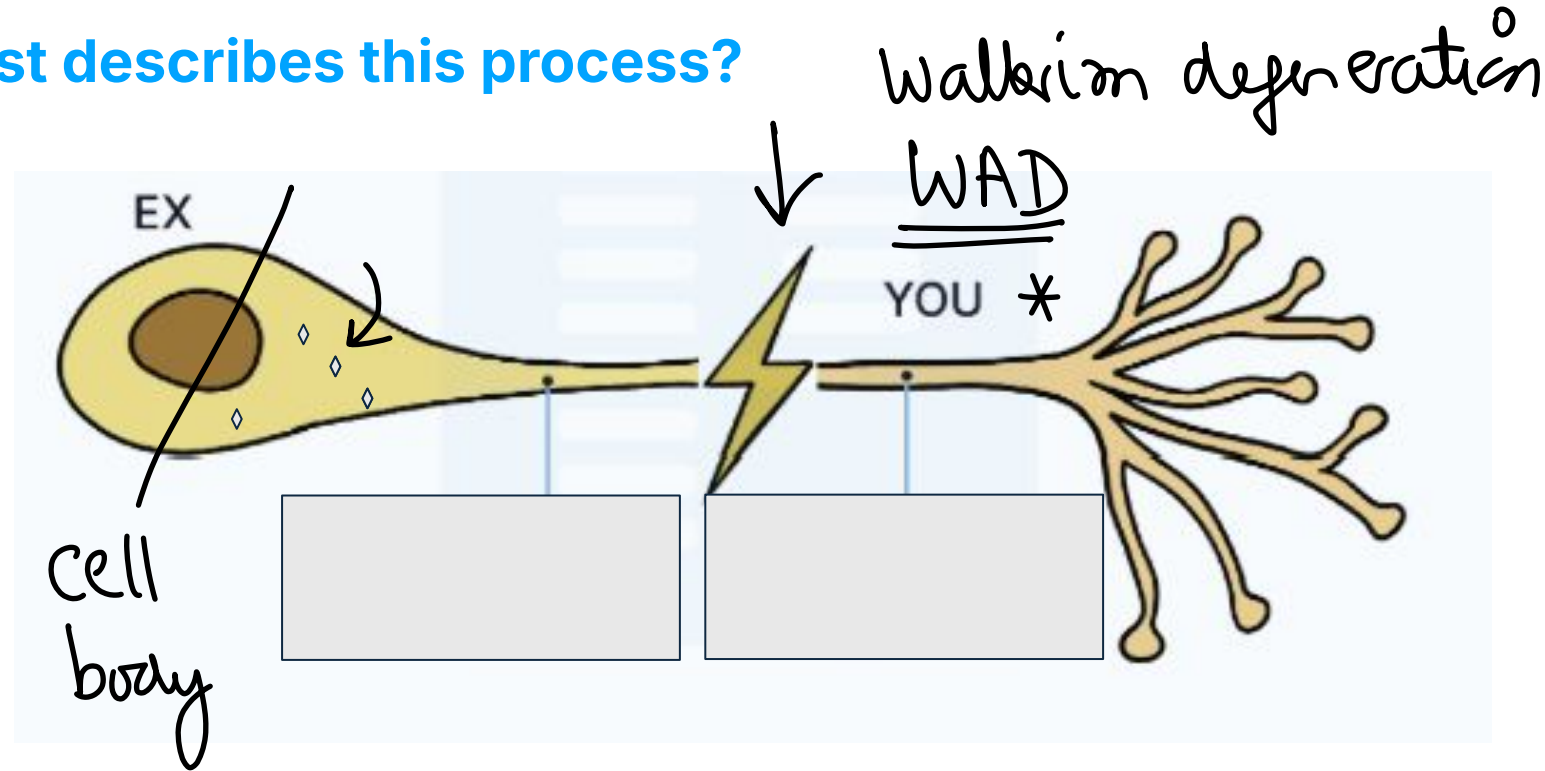 st describes this process?
Wallerian degeneration
WAD
EX
YOU *
cell
body